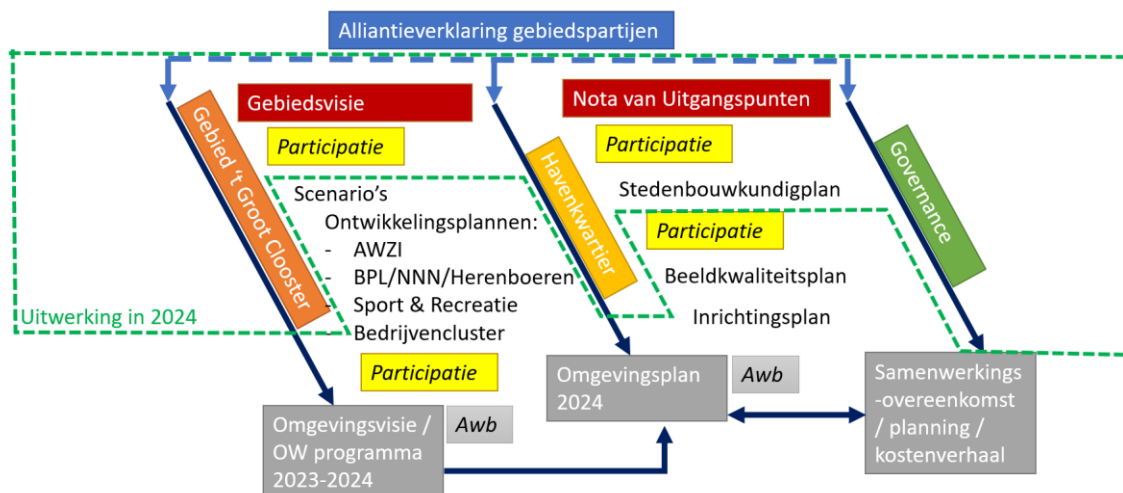 Alliantieverklaring gebiedspartijen
Gebied ‘t Groot Clooster
Gebiedsvisie
Participatie
Scenario’s
Ontwikkelingsplannen:
- AWZI
- BPL/NNN/Herenboeren
- Sport & Recreatie
- Bedrijvencluster
Participatie
Uitwerking in 2024
Omgevingsvisie /
OW programma
2023-2024
Awb
Havenkwartier
Nota van Uitgangspunten
Participatie
Stedenbouwkundigplan
Participatie
Beeldkwaliteitsplan
Inrichtingsplan
Omgevingsplan
2024
Awb
Governance
Samenwerkings
-overeenkomst
/ planning /
kostenverhaal